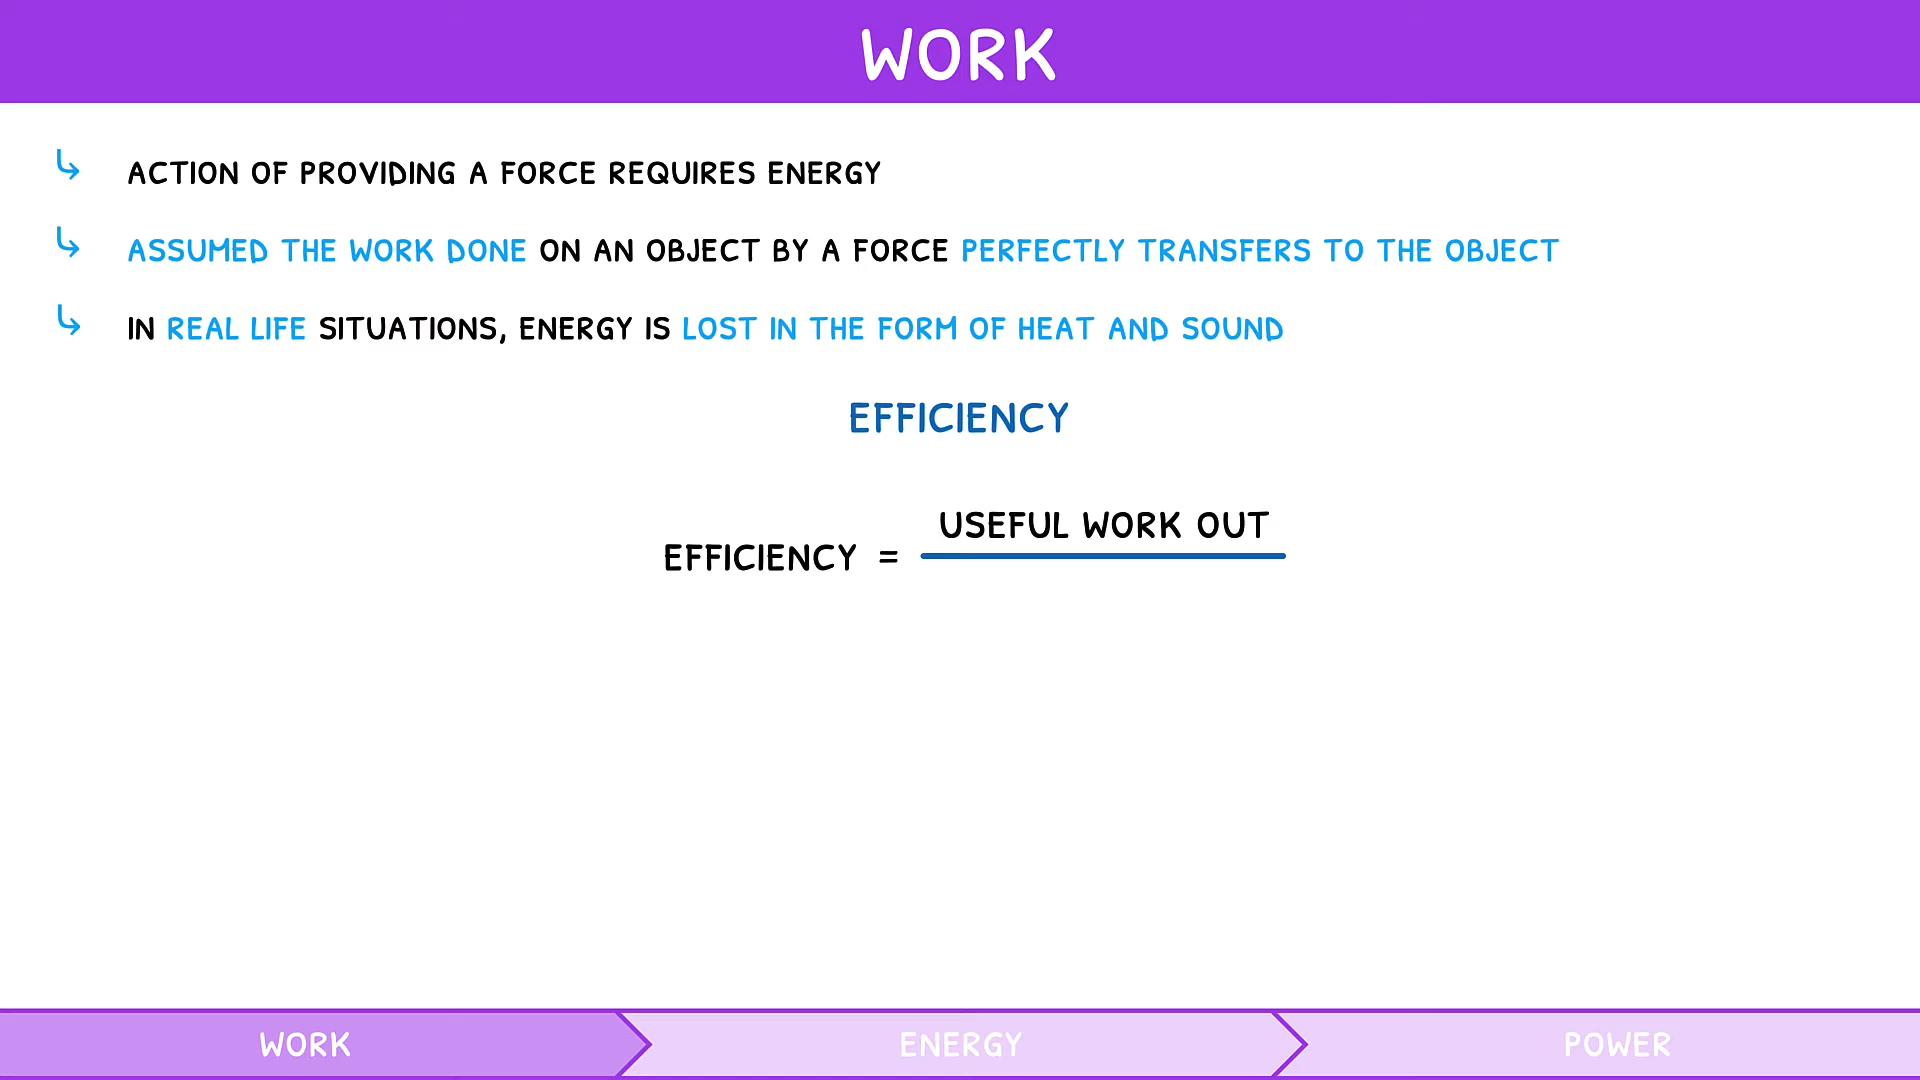 WORK
ACTION OF PROVIDING A FORCE REQUIRES ENERGY
ASSUMED THE WORK DONE ON AN OBJECT BY A FORCE PERFECTLY TRANSFERS TO THE OBJECT
IN REAL LIFE SITUATIONS, ENERGY IS LOST IN THE FORM OF HEAT AND SOUND
EFFICIENCY
USEFUL WORK OUT
EFFICIENCY =
WORK
ENERGY
POWER